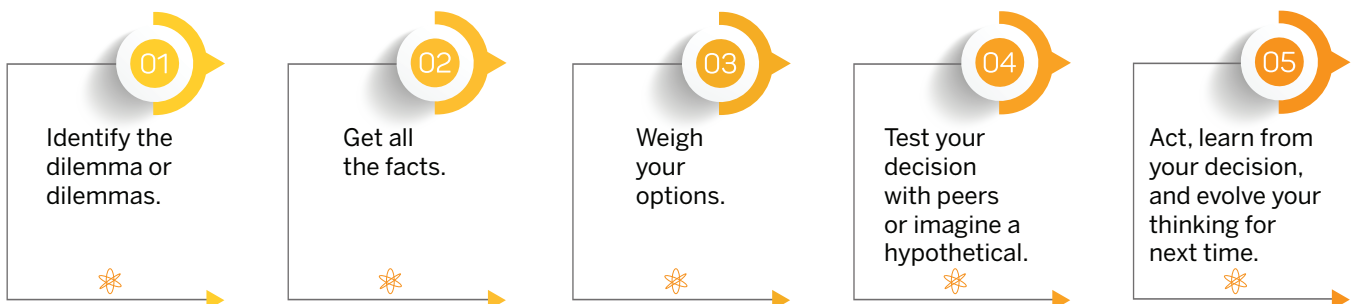 01
Identify the
dilemma or
dilemmas.
02
Get all
the facts.
03
Weigh
your
options.
04
Test your
decision
with peers
or imagine a
hypothetical.
05
Act, learn from
your decision,
and evolve your
thinking for
next time.